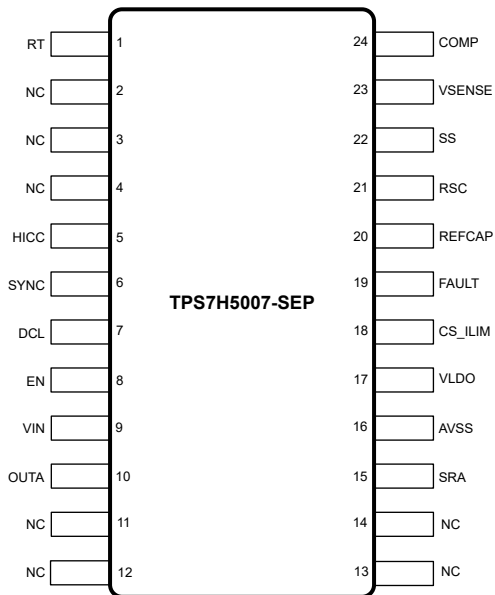 RT 1 24 COMP
NC 2 23 VSENSE
NC 3 22 SS
NC 4 21 RSC
HICC 5 20 REFCAP
SYNC 6 19 FAULT
TPS7H5007-SEP
DCL 7 18 CS_ILIM
EN 8 17 VLDO
VIN 9 16 AVSS
OUTA 10 15 SRA
NC 11 14 NC
NC 12 13 NC